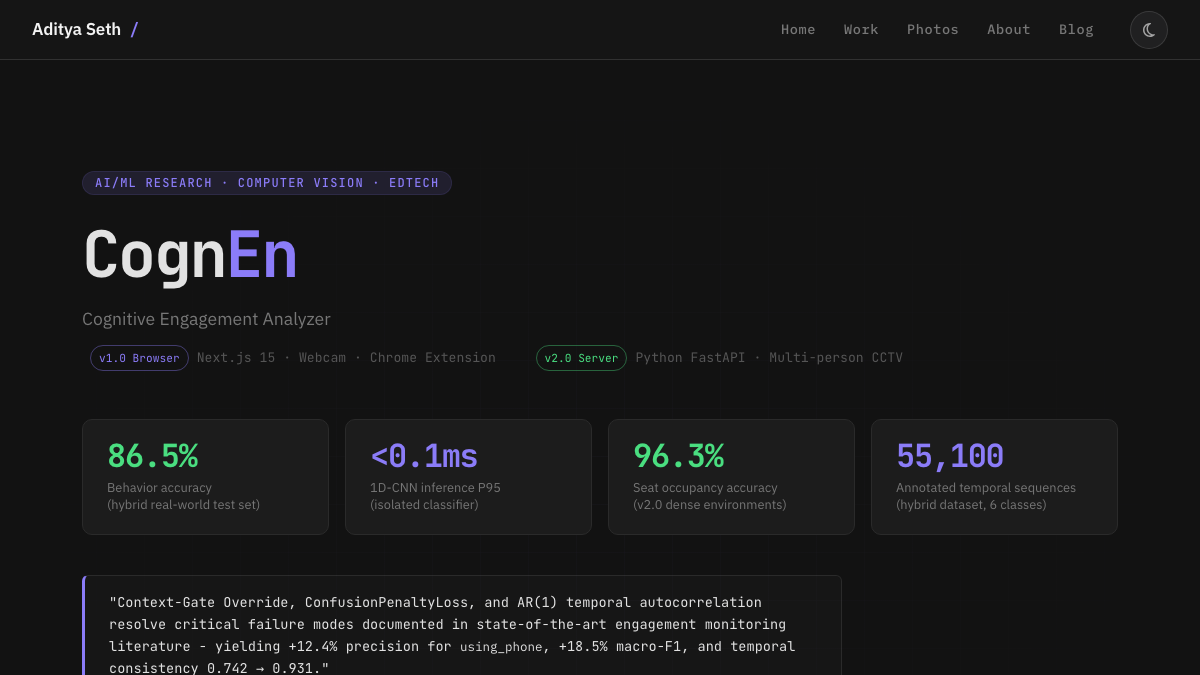 Aditya Seth /
Home Work Photos About Blog
AI/ML RESEARCH · COMPUTER VISION · EDTECH
CognEn
Cognitive Engagement Analyzer
v1.0 Browser Next.js 15 · Webcam · Chrome Extension v2.0 Server Python FastAPI · Multi-person CCTV
86.5%
Behavior accuracy
(hybrid real-world test set)
<0.1ms
1D-CNN inference P95
(isolated classifier)
96.3%
Seat occupancy accuracy
(v2.0 dense environments)
55,100
Annotated temporal sequences
(hybrid dataset, 6 classes)
"Context-Gate Override, ConfusionPenaltyLoss, and AR(1) temporal autocorrelation
resolve critical failure modes documented in state-of-the-art engagement monitoring
literature - yielding +12.4% precision for using_phone, +18.5% macro-F1, and temporal
consistency 0.742 → 0.931."